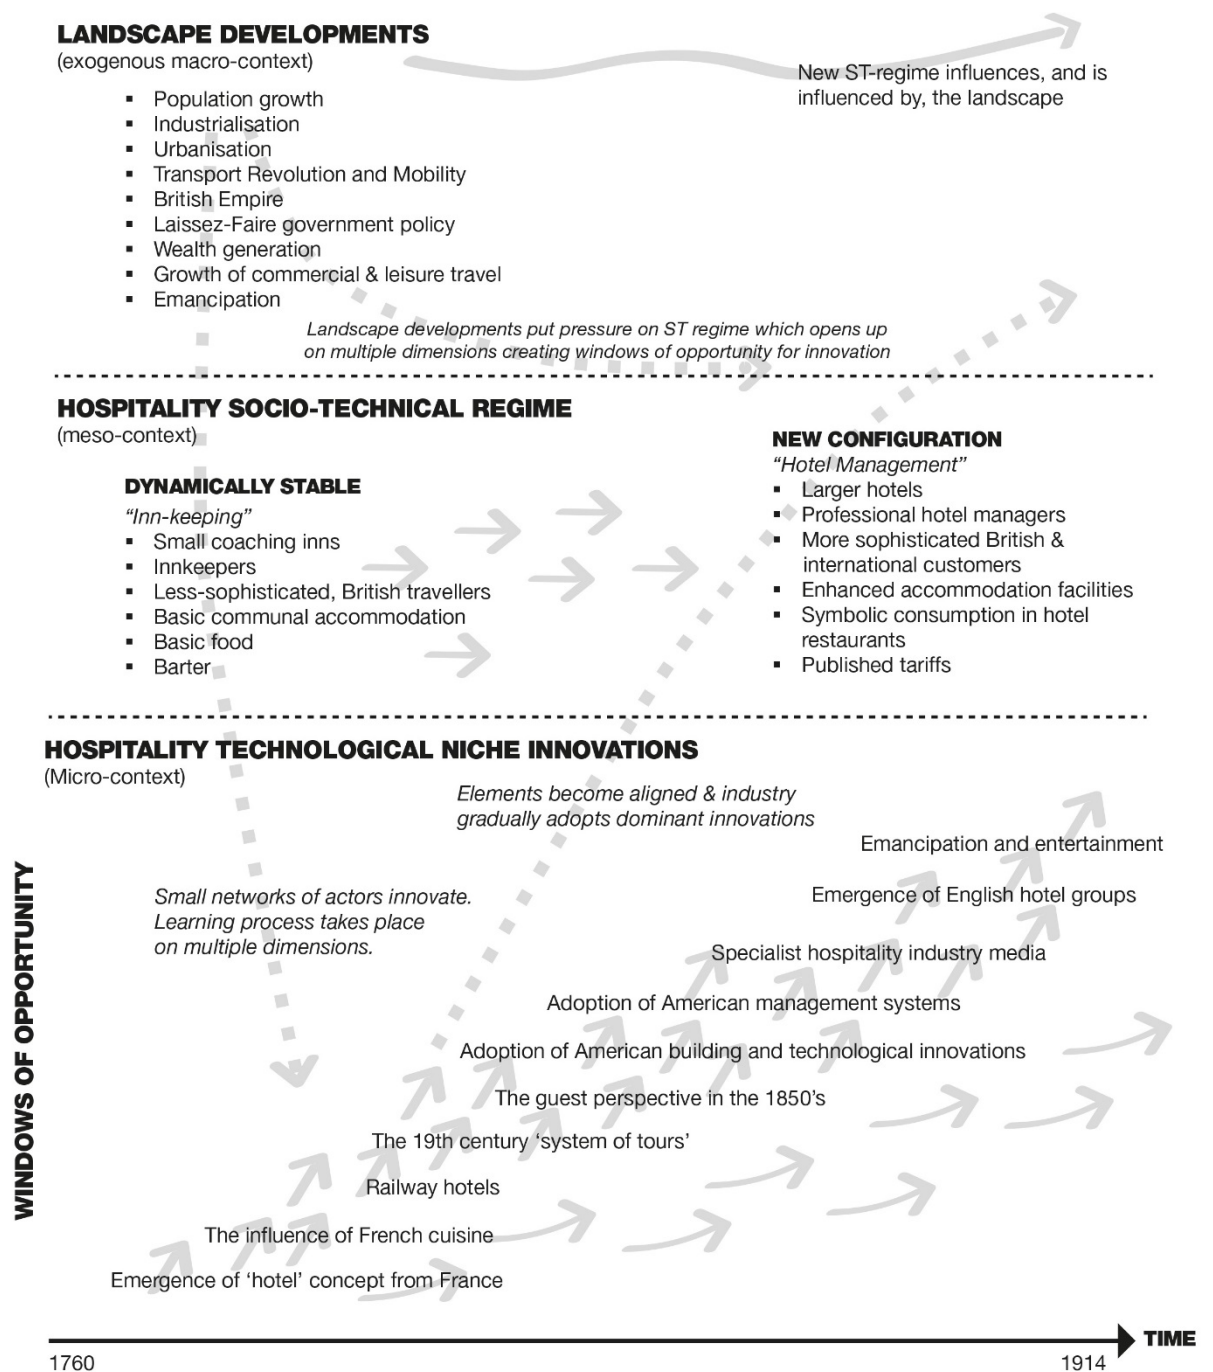 LANDSCAPE DEVELOPMENTS
(exogenous macro-context)
▪ Population growth
▪ Industrialisation
▪ Urbanisation
▪ Transport Revolution and Mobility
▪ British Empire
▪ Laissez-Faire government policy
▪ Wealth generation
▪ Growth of commercial & leisure travel
▪ Emancipation
New ST-regime influences, and is
influenced by, the landscape
Landscape developments put pressure on ST regime which opens up
on multiple dimensions creating windows of opportunity for innovation
HOSPITALITY SOCIO-TECHNICAL REGIME
(meso-context)
DYNAMICALLY STABLE
“Inn-keeping”
▪ Small coaching inns
▪ Innkeepers
▪ Less-sophisticated, British travellers
▪ Basic communal accommodation
▪ Basic food
▪ Barter
NEW CONFIGURATION
“Hotel Management”
▪ Larger hotels
▪ Professional hotel managers
▪ More sophisticated British &
international customers
▪ Enhanced accommodation facilities
▪ Symbolic consumption in hotel
restaurants
▪ Published tariffs
HOSPITALITY TECHNOLOGICAL NICHE INNOVATIONS
(Micro-context)
Elements become aligned & industry
gradually adopts dominant innovations
Small networks of actors innovate.
Learning process takes place
on multiple dimensions.
Emancipation and entertainment
Emergence of English hotel groups
Specialist hospitality industry media
Adoption of American management systems
Adoption of American building and technological innovations
The guest perspective in the 1850’s
The 19th century ‘system of tours’
Railway hotels
The influence of French cuisine
Emergence of ‘hotel’ concept from France
WINDOWS OF OPPORTUNITY
TIME
1760
1914